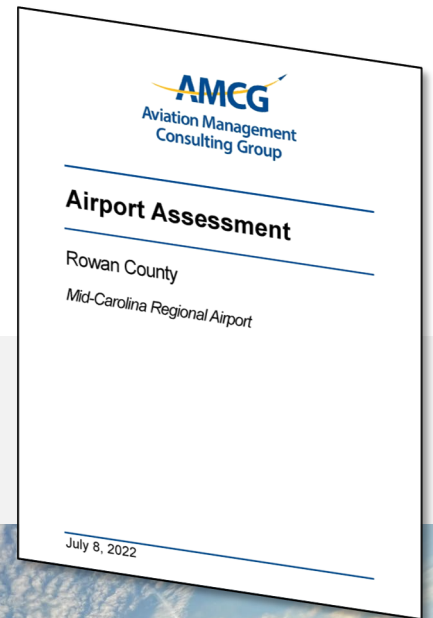 AMCG
Aviation Management
Consulting Group
Airport Assessment
Rowan County
Mid-Carolina Regional Airport
July 8, 2022